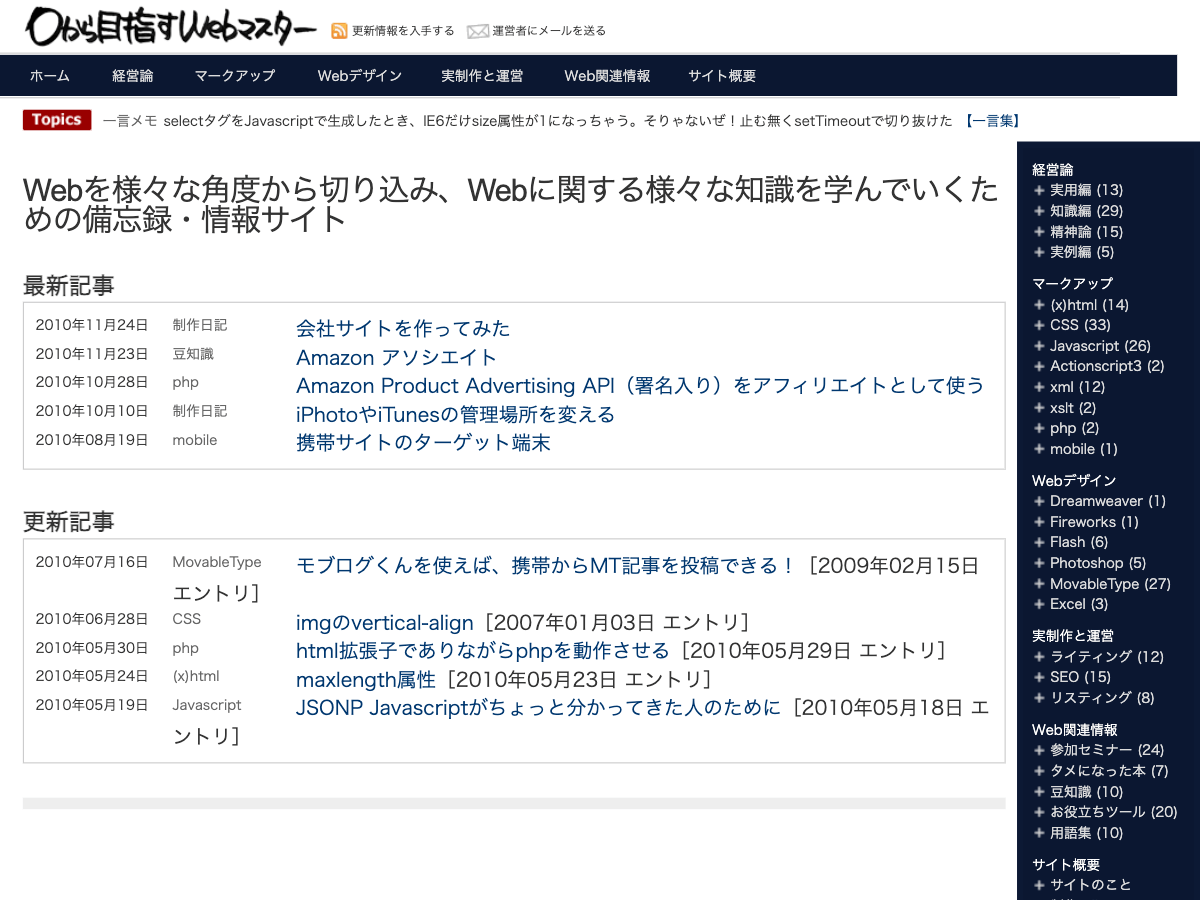 0から目指すWebマスター
更新情報を入手する 運営者にメールを送る
ホーム 経営論 マークアップ Webデザイン 実制作と運営 Web関連情報 サイト概要
Topics 一言メモ selectタグをJavascriptで生成したとき、IE6だけsize属性が1になっちゃう。そりゃないぜ！止む無くsetTimeoutで切り抜けた 【一言集】
Webを様々な角度から切り込み、Webに関する様々な知識を学んでいくた
めの備忘録・情報サイト
最新記事
2010年11月24日 制作日記 会社サイトを作ってみた
2010年11月23日 豆知識 Amazon アソシエイト
2010年10月28日 php Amazon Product Advertising API（署名入り）をアフィリエイトとして使う
2010年10月10日 制作日記 iPhotoやiTunesの管理場所を変える
2010年08月19日 mobile 携帯サイトのターゲット端末
更新記事
2010年07月16日 MovableType モブログくんを使えば、携帯からMT記事を投稿できる！［2009年02月15日
エントリ］
2010年06月28日 CSS imgのvertical-align［2007年01月03日 エントリ］
2010年05月30日 php html拡張子でありながらphpを動作させる［2010年05月29日 エントリ］
2010年05月24日 (x)html maxlength属性［2010年05月23日 エントリ］
2010年05月19日 Javascript JSONP Javascriptがちょっと分かってきた人のために［2010年05月18日 エ
ントリ］
経営論
実用編 (13)
知識編 (29)
精神論 (15)
実例編 (5)
マークアップ
(x)html (14)
CSS (33)
Javascript (26)
Actionscript3 (2)
xml (12)
xslt (2)
php (2)
mobile (1)
Webデザイン
Dreamweaver (1)
Fireworks (1)
Flash (6)
Photoshop (5)
MovableType (27)
Excel (3)
実制作と運営
ライティング (12)
SEO (15)
リスティング (8)
Web関連情報
参加セミナー (24)
タメになった本 (7)
豆知識 (10)
お役立ちツール (20)
用語集 (10)
サイト概要
サイトのこと